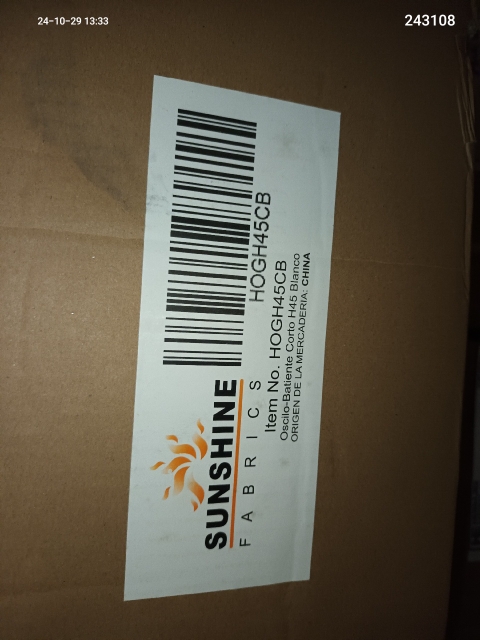 24-10-29 13:33
243108
SUNSHINE
FABRICS
HOGH45CB
Item No. HOGH45CB
Oscilo-Batiente Corto H45 Blanco
ORIGEN DE LA MERCADERIA: CHINA